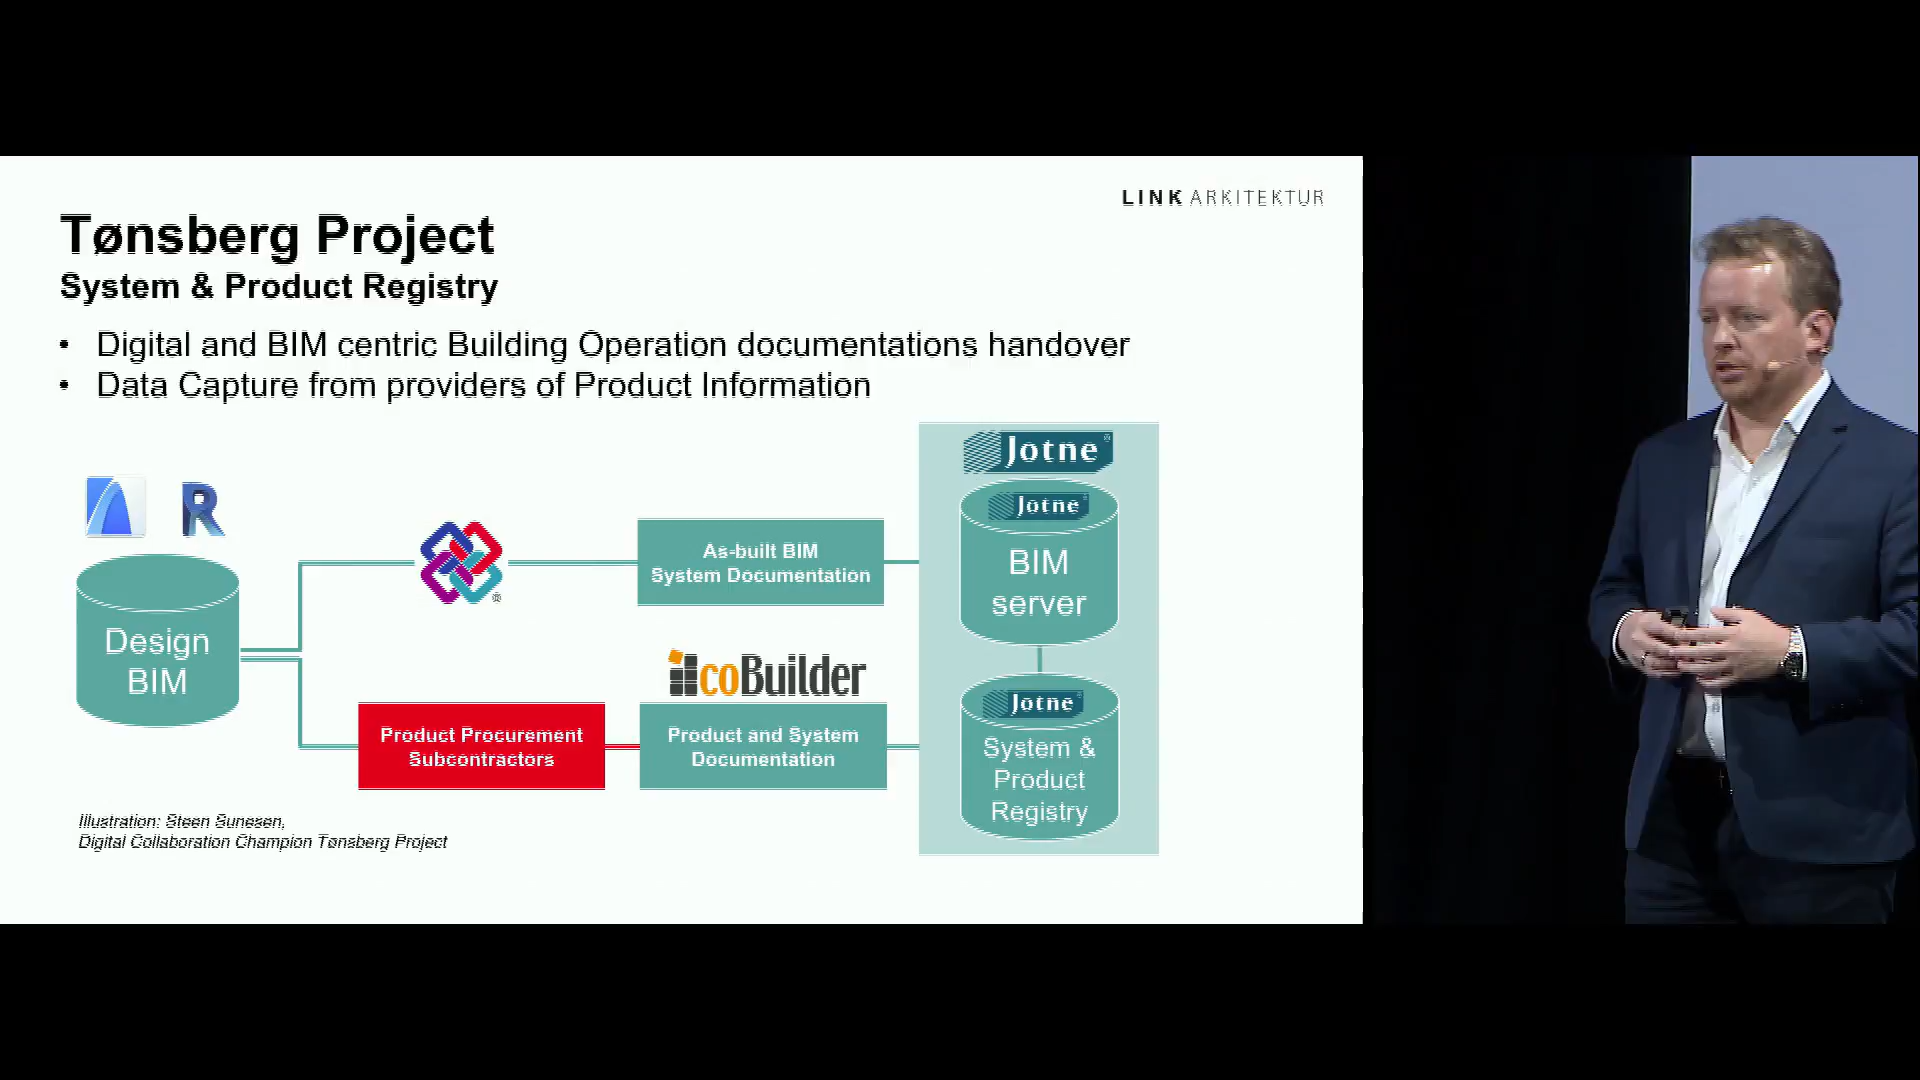 LINK ARKITEKTUR
Tønsberg Project
System & Product Registry
• Digital and BIM centric Building Operation documentations handover
• Data Capture from providers of Product Information
Jotne®
Jotne
BIM
server
As-built BIM
System Documentation
R
®
Design
BIM
coBuilder
Product Procurement
Subcontractors
Product and System
Documentation
Jotne
System &
Product
Registry
Illustration: Steen Sunesen,
Digital Collaboration Champion Tønsberg Project